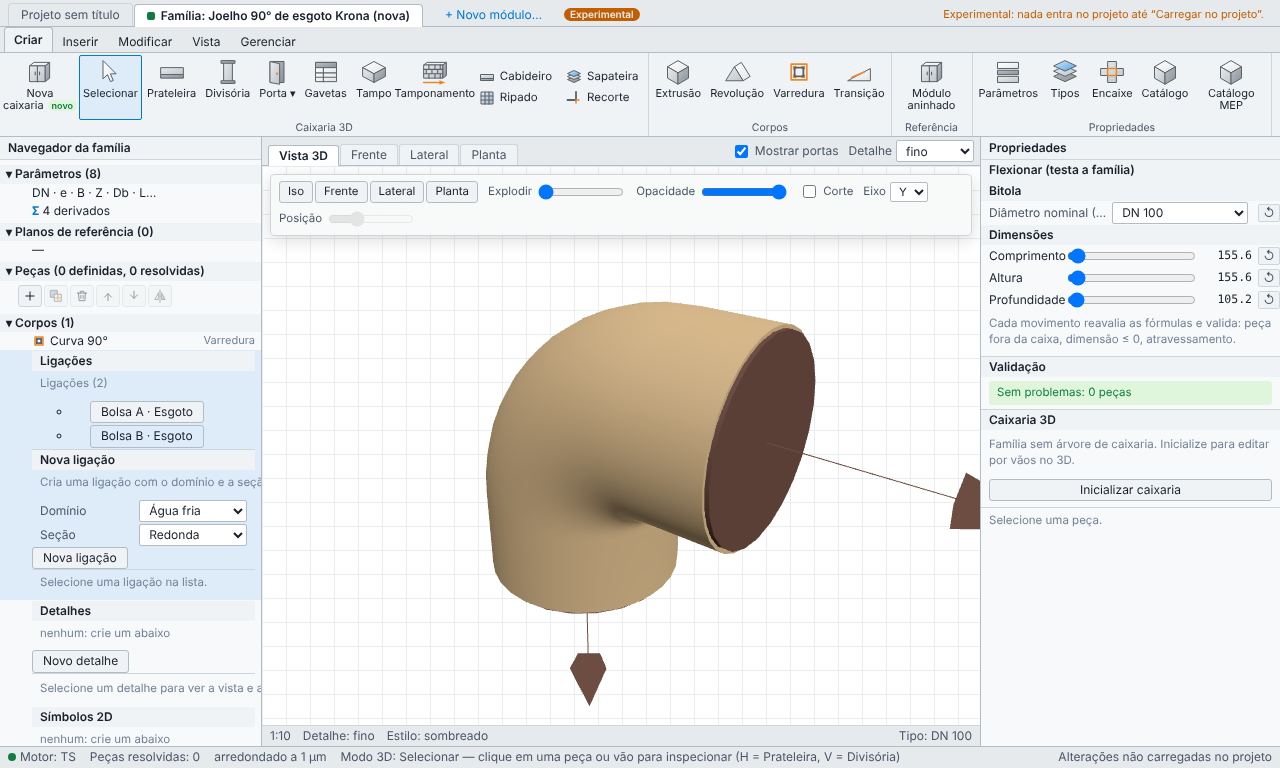 Projeto sem título
Família: Joelho 90° de esgoto Krona (nova)
+ Novo módulo...
Experimental
Experimental: nada entra no projeto até “Carregar no projeto”.
Criar
Inserir
Modificar
Vista
Gerenciar
Nova caixaria novo
Selecionar
Prateleira
Divisória
Porta ▾
Gavetas
Tampo
Tamponamento
Cabideiro
Sapateira
Ripado
Recorte
Caixaria 3D
Extrusão
Revolução
Varredura
Transição
Corpos
Módulo aninhado
Referência
Parâmetros
Tipos
Encaixe
Catálogo
Catálogo MEP
Propriedades
Navegador da família
▾ Parâmetros (8)
DN · e · B · Z · Db · L...
Σ 4 derivados
▾ Planos de referência (0)
—
▾ Peças (0 definidas, 0 resolvidas)
▾ Corpos (1)
Curva 90° Varredura
Ligações
Ligações (2)
Bolsa A · Esgoto
Bolsa B · Esgoto
Nova ligação
Cria uma ligação com o domínio e a seçã
Domínio Água fria
Seção Redonda
Nova ligação
Selecione uma ligação na lista.
Detalhes
nenhum: crie um abaixo
Novo detalhe
Selecione um detalhe para ver a vista e a
Símbolos 2D
nenhum: crie um abaixo
Vista 3D
Frente
Lateral
Planta
Mostrar portas
Detalhe fino
Iso
Frente
Lateral
Planta
Explodir
Opacidade
Corte
Eixo Y
Posição
1:10 Detalhe: fino Estilo: sombreado
Tipo: DN 100
Propriedades
Flexionar (testa a família)
Bitola
Diâmetro nominal (... DN 100
Dimensões
Comprimento 155.6
Altura 155.6
Profundidade 105.2
Cada movimento reavalia as fórmulas e valida: peça
fora da caixa, dimensão ≤ 0, atravessamento.
Validação
Sem problemas: 0 peças
Caixaria 3D
Família sem árvore de caixaria. Inicialize para editar
por vãos no 3D.
Inicializar caixaria
Selecione uma peça.
Motor: TS Peças resolvidas: 0 arredondado a 1 µm Modo 3D: Selecionar — clique em uma peça ou vão para inspecionar (H = Prateleira, V = Divisória)
Alterações não carregadas no projeto